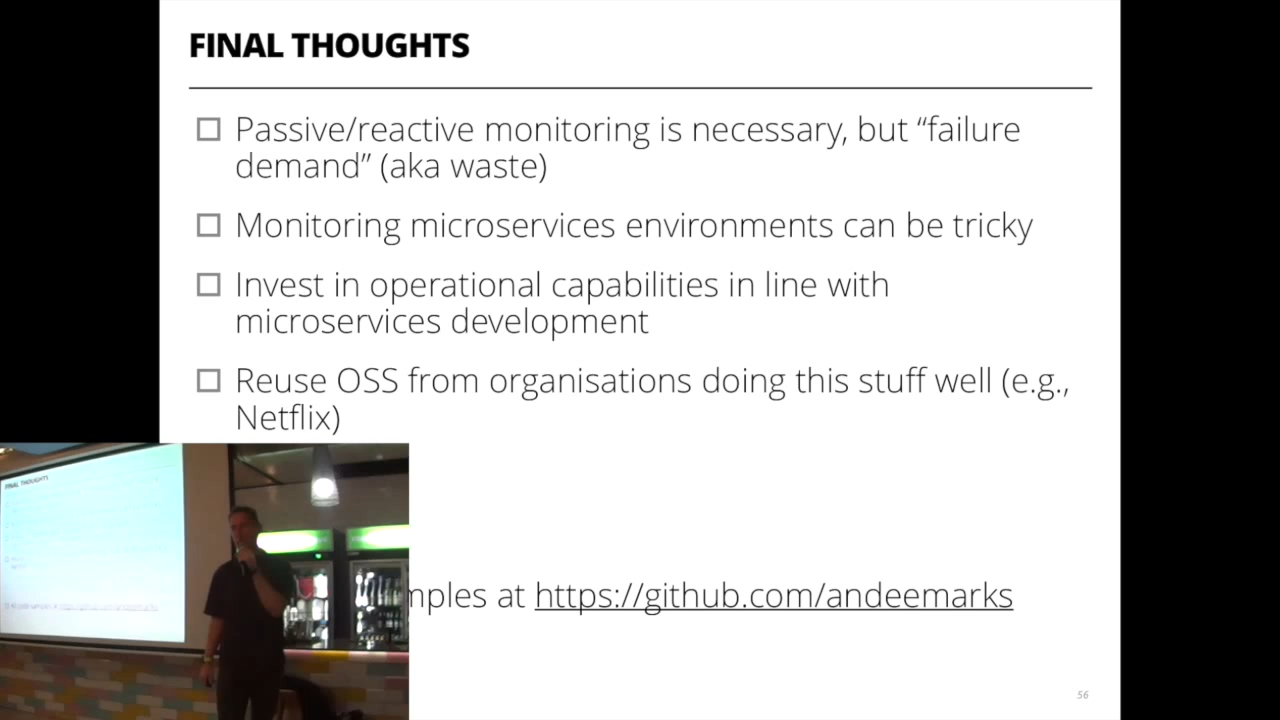 FINAL THOUGHTS
Passive/reactive monitoring is necessary, but “failure
demand” (aka waste)
Monitoring microservices environments can be tricky
Invest in operational capabilities in line with
microservices development
Reuse OSS from organisations doing this stuff well (e.g.,
Netflix)
at https://github.com/andeemarks
56
FINAL THOUGHTS